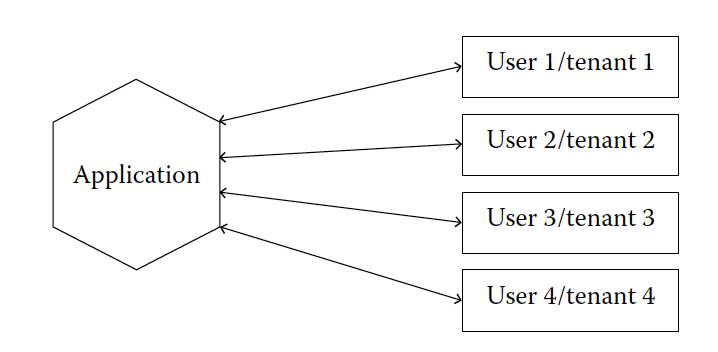 User 1/tenant 1
User 2/tenant 2
Application
User 3/tenant 3
User 4/tenant 4